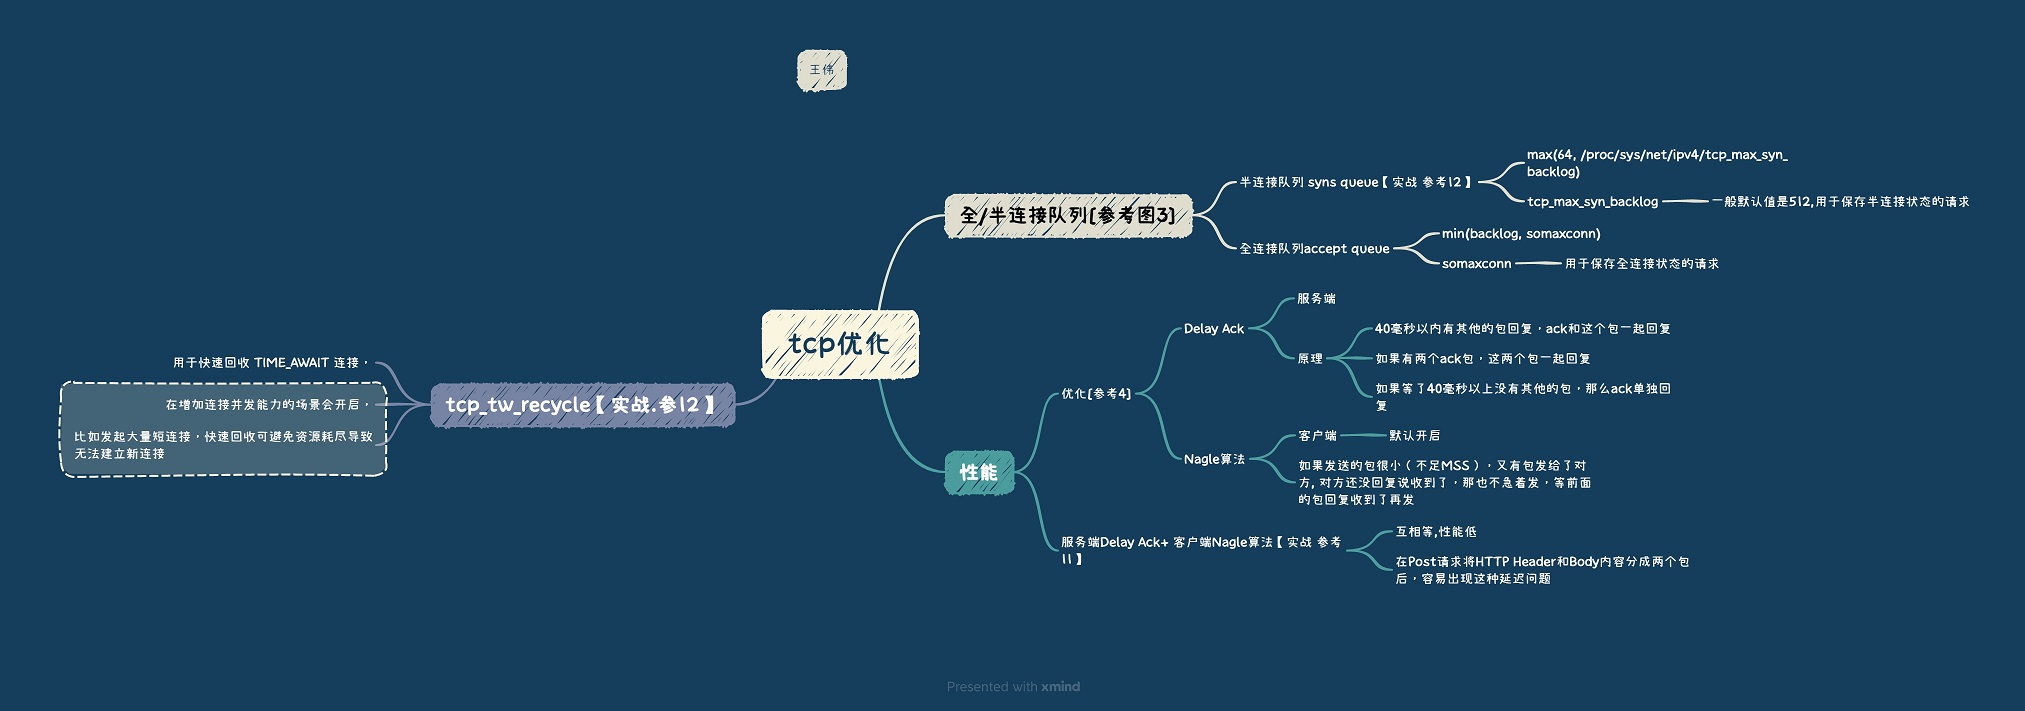 王伟
tcp优化
全/半连接队列[参考图3]
半连接队列 syns queue【 实战 参考12 】
max(64, /proc/sys/net/ipv4/tcp_max_syn_
backlog)
tcp_max_syn_backlog
一般默认值是512,用于保存半连接状态的请求
全连接队列accept queue
min(backlog, somaxconn)
somaxconn
用于保存全连接状态的请求
性能
优化[参考4]
Delay Ack
服务端
原理
40毫秒以内有其他的包回复，ack和这个包一起回复
如果有两个ack包，这两个包一起回复
如果等了40毫秒以上没有其他的包，那么ack单独回
复
Nagle算法
客户端
默认开启
如果发送的包很小（ 不足MSS ），又有包发给了对
方, 对方还没回复说收到了，那也不急着发，等前面
的包回复收到了再发
服务端Delay Ack+ 客户端Nagle算法【 实战 参考
11 】
互相等,性能低
在Post请求将HTTP Header和Body内容分成两个包
后，容易出现这种延迟问题
tcp_tw_recycle【 实战.参12 】
用于快速回收 TIME_AWAIT 连接，
在增加连接并发能力的场景会开启，
比如发起大量短连接，快速回收可避免资源耗尽导致
无法建立新连接
Presented with xmind